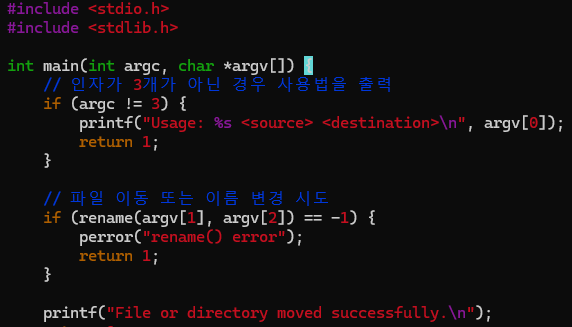 #include <stdio.h>
#include <stdlib.h>

int main(int argc, char *argv[]) {
    // 인자가 3개가 아닌 경우 사용법을 출력
    if (argc != 3) {
        printf("Usage: %s <source> <destination>\n", argv[0]);
        return 1;
    }

    // 파일 이동 또는 이름 변경 시도
    if (rename(argv[1], argv[2]) == -1) {
        perror("rename() error");
        return 1;
    }

    printf("File or directory moved successfully.\n");